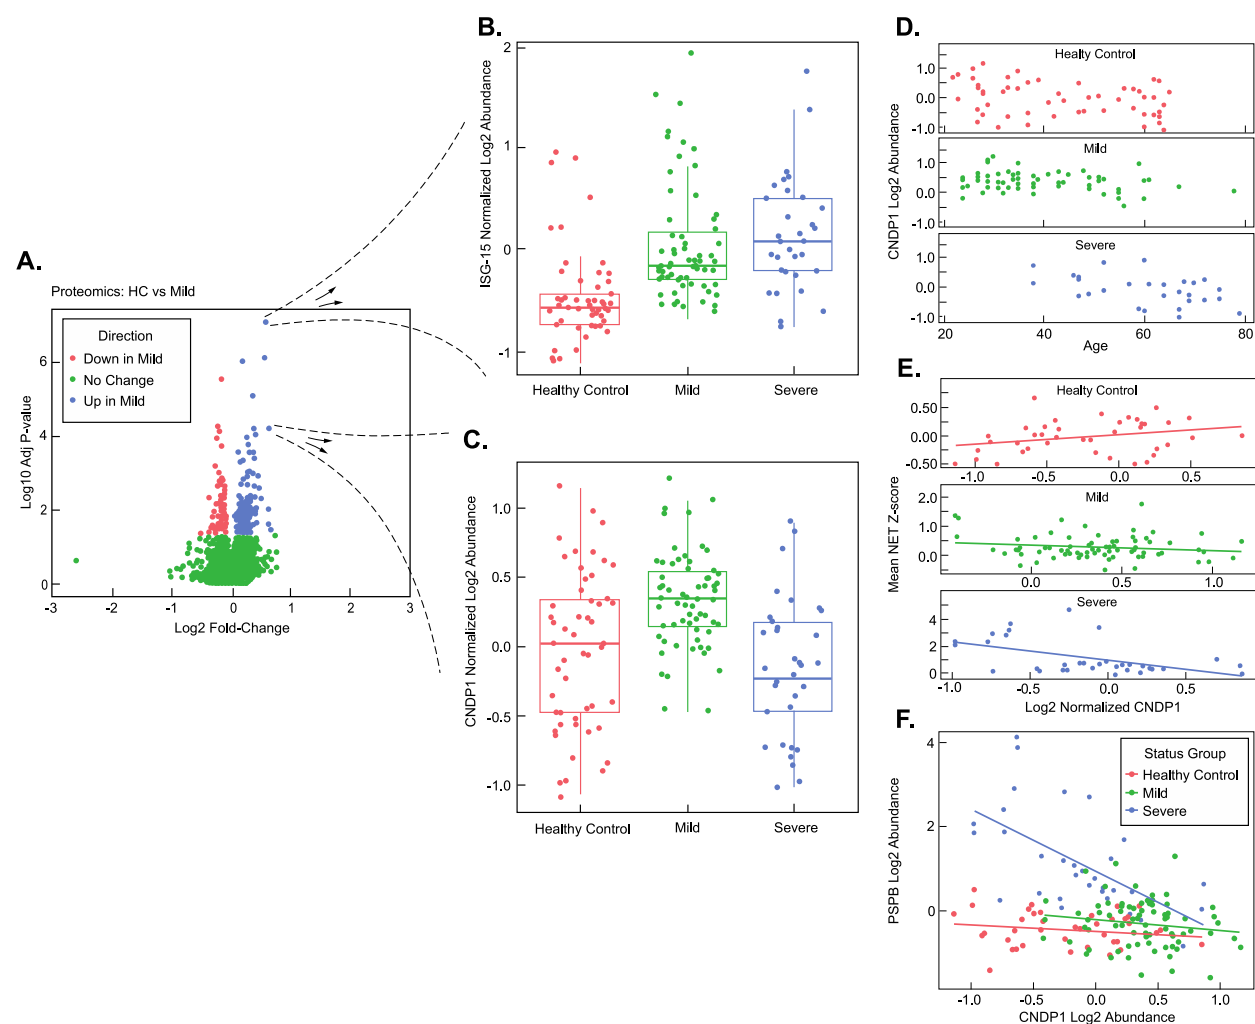 A.
Proteomics: HC vs Mild
Direction
Down in Mild
No Change
Up in Mild
Log10 Adj P-value
6
4
2
0
-3
-2
-1
0
1
2
3
Log2 Fold-Change
B.
ISG-15 Normalized Log2 Abundance
2
1
0
-1
Healthy Control
Mild
Severe
C.
CNDP1 Normalized Log2 Abundance
1.0
0.5
0.0
-0.5
-1.0
Healthy Control
Mild
Severe
D.
CNDP1 Log2 Abundance
Healty Control
1.0
0.0
-1.0
Mild
1.0
0.0
-1.0
Severe
1.0
0.0
-1.0
20
40
60
80
Age
E.
Mean NET Z-score
Healty Control
0.50
0.00
-0.50
-1.0
-0.5
0.0
0.5
Mild
2.0
1.0
0.0
0.0
0.5
1.0
Severe
4
2
0
-1.0
-0.5
0.0
0.5
Log2 Normalized CNDP1
F.
PSPB Log2 Abundance
4
2
0
Status Group
Healthy Control
Mild
Severe
-1.0
-0.5
0.0
0.5
1.0
CNDP1 Log2 Abundance